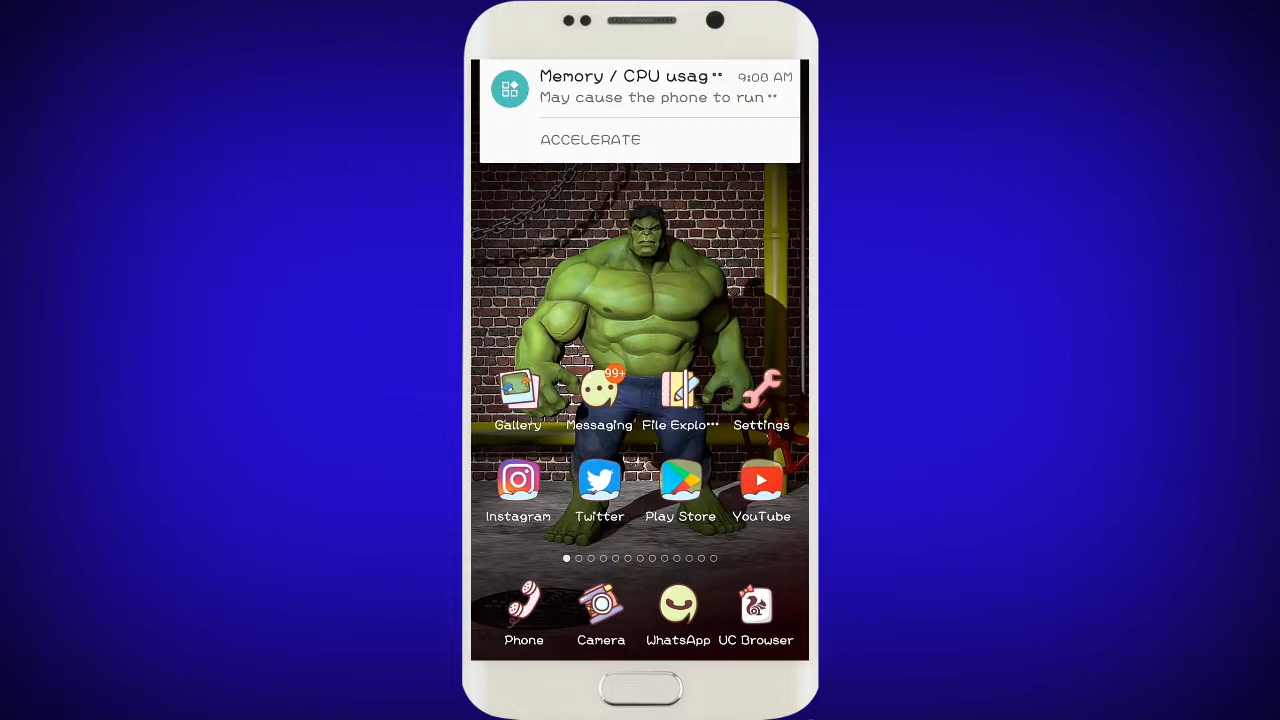 Memory / CPU usag··· 9:08 AM
May cause the phone to run ···
ACCELERATE
99+
Gallery Messaging File Explo··· Settings
Instagram Twitter Play Store YouTube
Phone Camera WhatsApp UC Browser